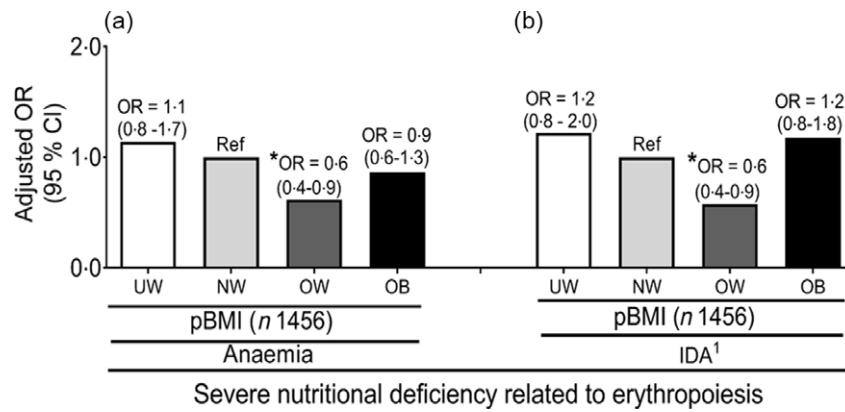 (a)
(b)
Adjusted OR
(95 % CI)
2·0
1·0
0·0
OR = 1·1
(0·8 -1·7)
Ref
*OR = 0·6
(0·4-0·9)
OR = 0·9
(0·6-1·3)
OR = 1·2
(0·8 - 2·0)
Ref
*OR = 0·6
(0·4-0·9)
OR = 1·2
(0·8-1·8)
UW NW OW OB
UW NW OW OB
pBMI (n 1456)
pBMI (n 1456)
Anaemia
IDA¹
Severe nutritional deficiency related to erythropoiesis